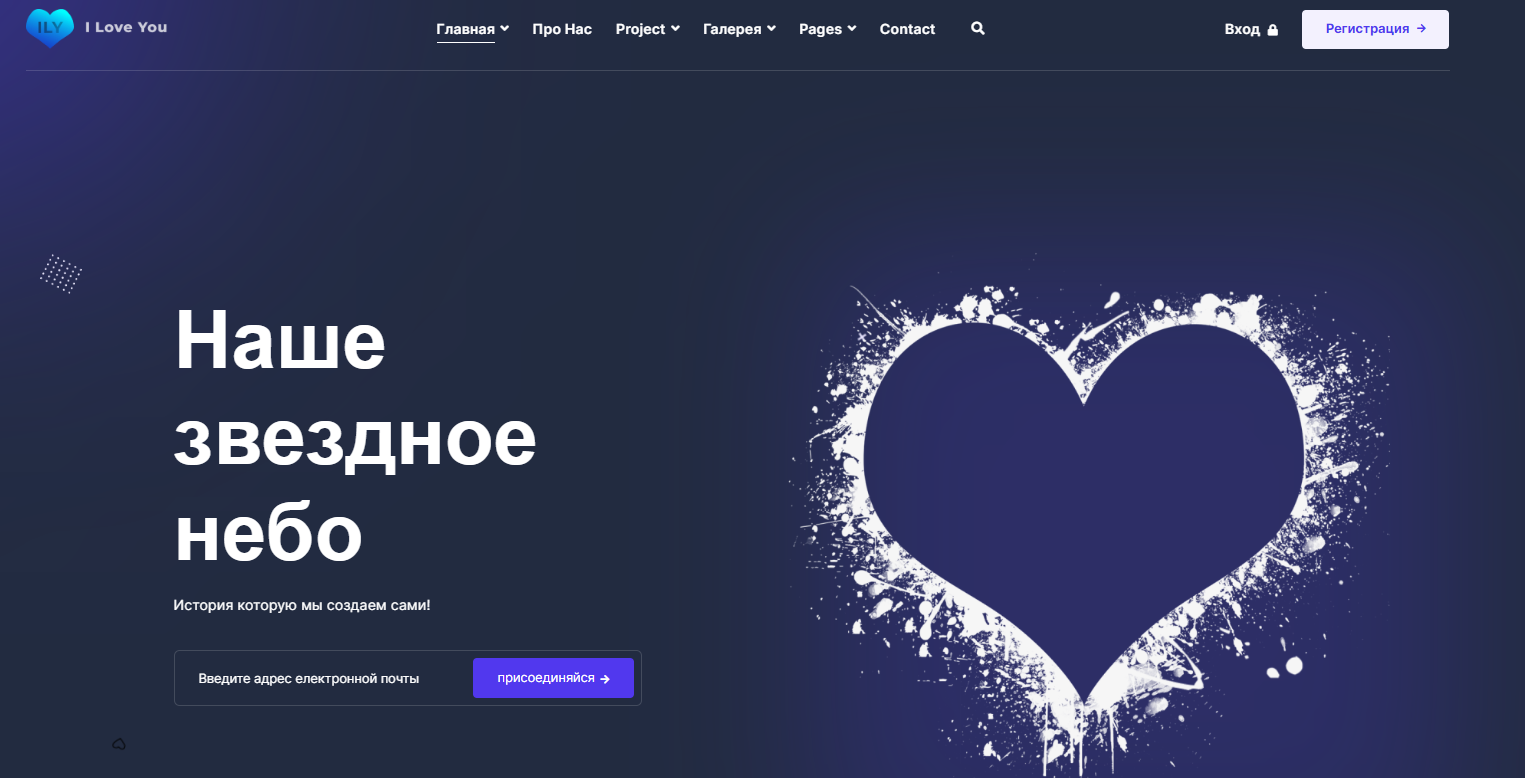 ILY I Love You
Главная Про Нас Project Галерея Pages Contact
Вход Регистрация →
Наше
звездное
небо
История которую мы создаем сами!
Введите адрес електронной почты
присоединяйся →